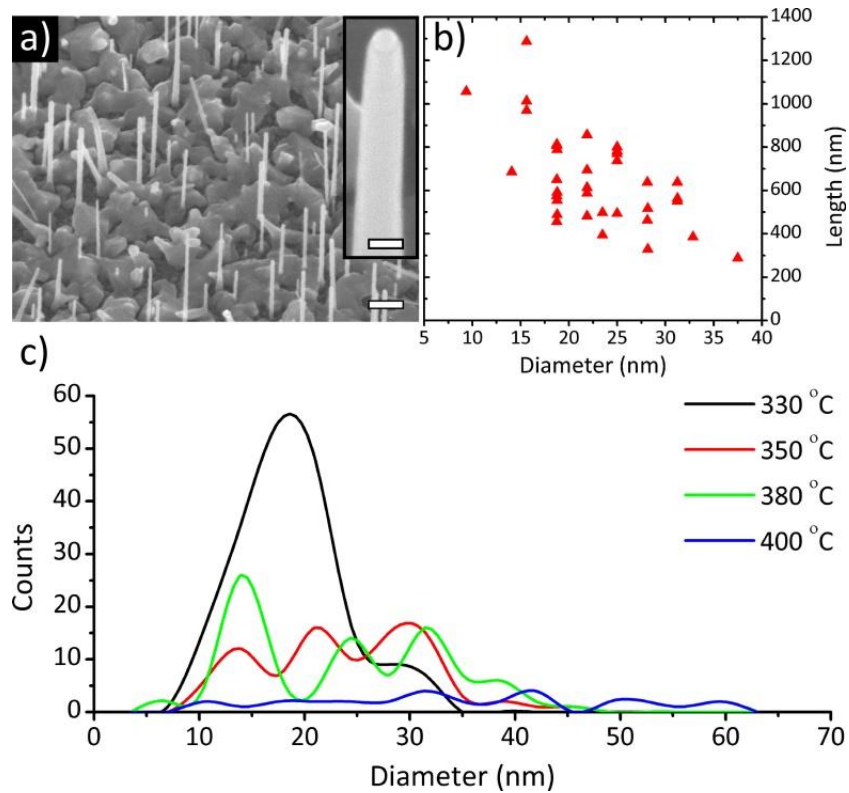 a)
b)
1400
1200
1000
800
600
400
200
0
Length (nm)
5 10 15 20 25 30 35 40
Diameter (nm)
c)
60
50
40
30
20
10
0
Counts
330 °C
350 °C
380 °C
400 °C
0 10 20 30 40 50 60 70
Diameter (nm)